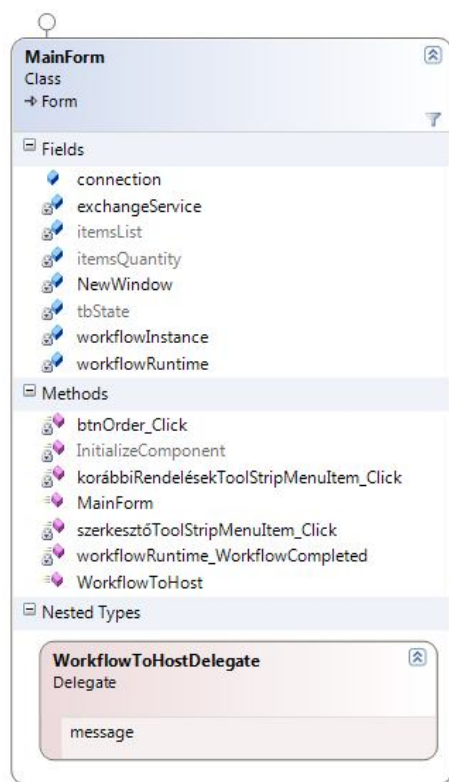 MainForm
Class
Form
Fields
connection
exchangeService
itemsList
itemsQuantity
NewWindow
tbState
workflowInstance
workflowRuntime
Methods
btnOrder_Click
InitializeComponent
korábbiRendelésekToolStripMenuItem_Click
MainForm
szerkesztőToolStripMenuItem_Click
workflowRuntime_WorkflowCompleted
WorkflowToHost
Nested Types
WorkflowToHostDelegate
Delegate
message